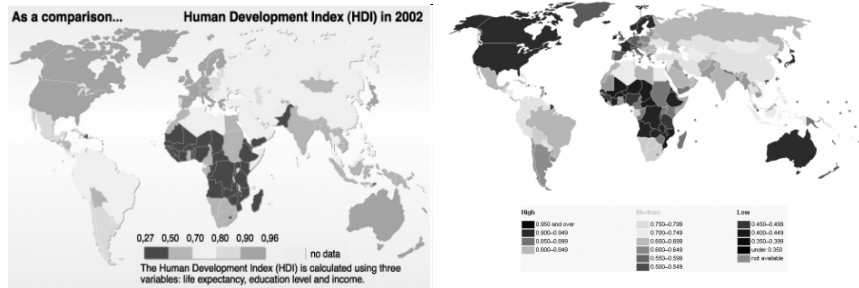 As a comparison... Human Development Index (HDI) in 2002
0,27 0,50 0,70 0,80 0,90 0,96
no data
The Human Development Index (HDI) is calculated using three
variables: life expectancy, education level and income.
High
0.950 and over
0.900–0.949
0.850–0.899
0.800–0.849
Medium
0.750–0.799
0.700–0.749
0.650–0.699
0.600–0.649
0.550–0.599
0.500–0.549
Low
0.450–0.499
0.400–0.449
0.350–0.399
under 0.350
not available